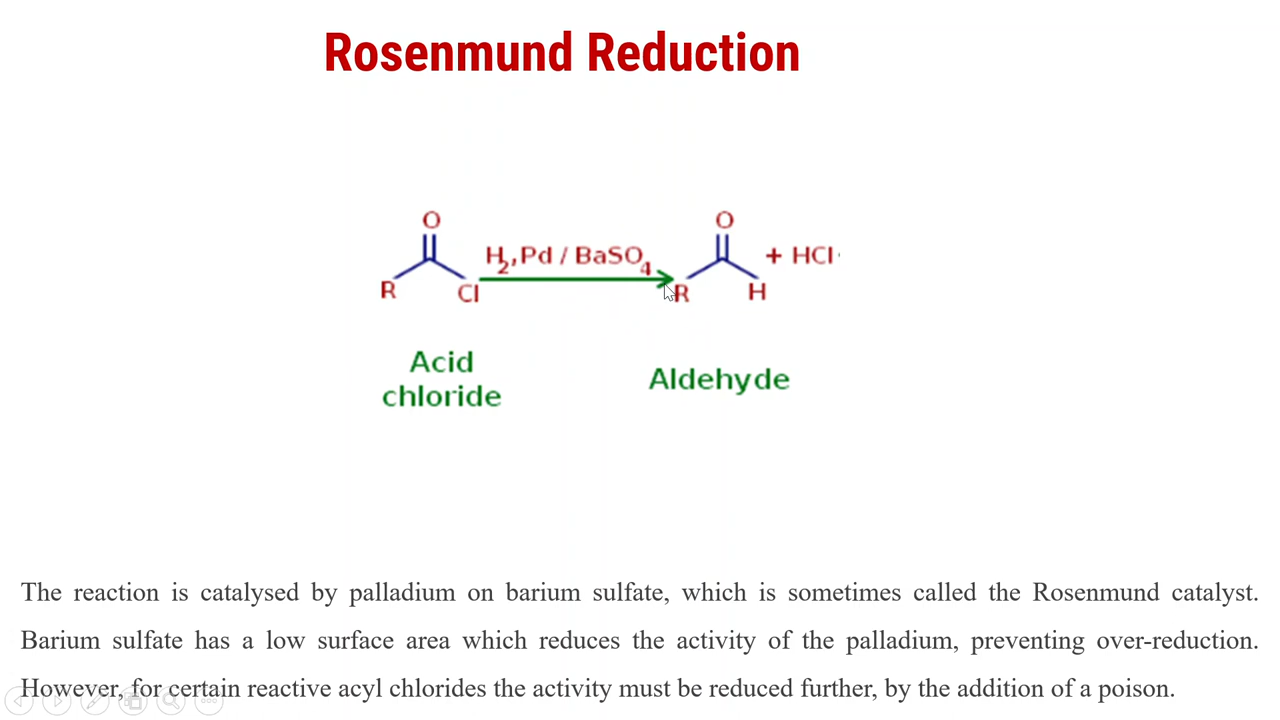 Rosenmund Reduction
O
O
H₂,Pd / BaSO₄
+ HCl
R
Cl
R
H
Acid
chloride
Aldehyde
The reaction is catalysed by palladium on barium sulfate, which is sometimes called the Rosenmund catalyst.
Barium sulfate has a low surface area which reduces the activity of the palladium, preventing over-reduction.
However, for certain reactive acyl chlorides the activity must be reduced further, by the addition of a poison.